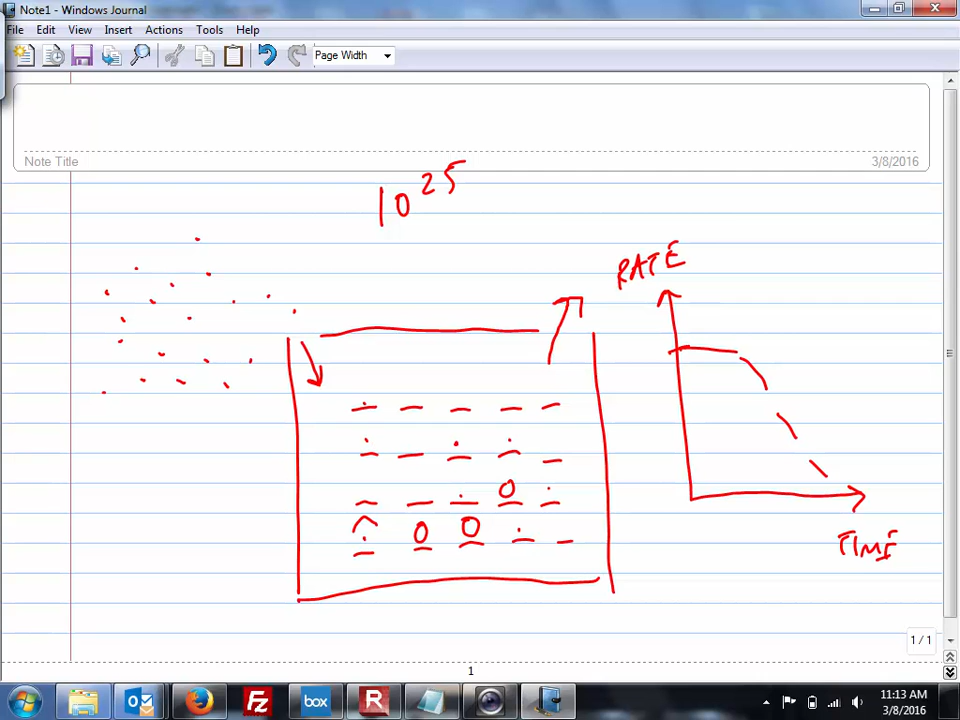 Note1 - Windows Journal
File Edit View Insert Actions Tools Help
Page Width
Note Title
3/8/2016
10^25
RATE
TIME
1 / 1
1
box
R
11:13 AM
3/8/2016